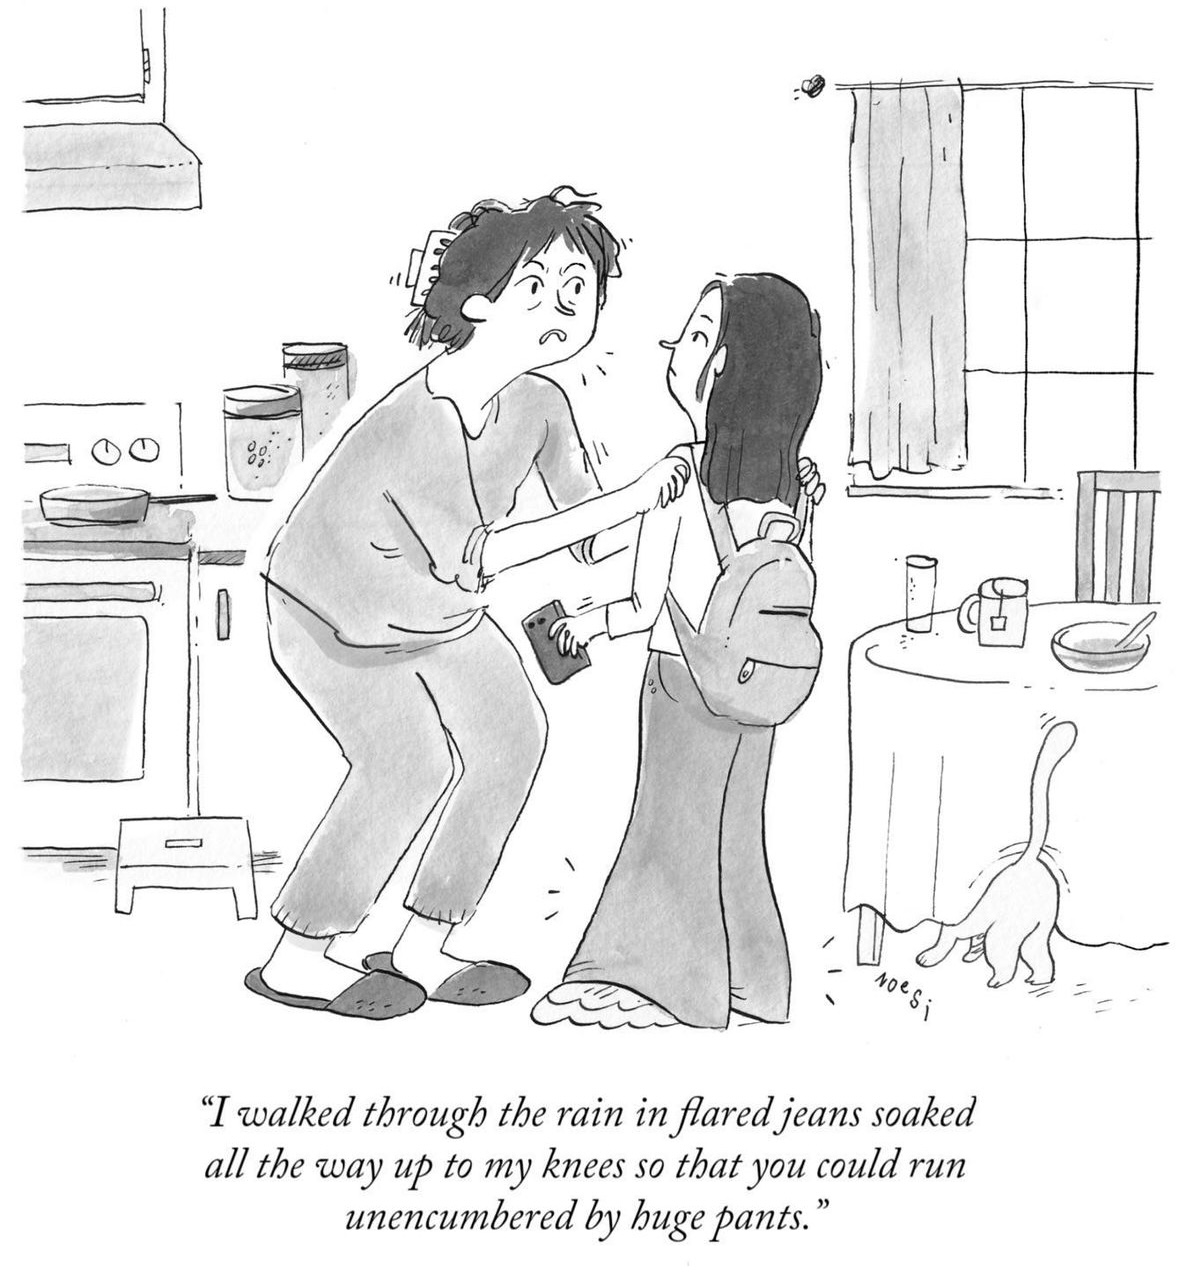 NOESi
“I walked through the rain in flared jeans soaked
all the way up to my knees so that you could run
unencumbered by huge pants.”